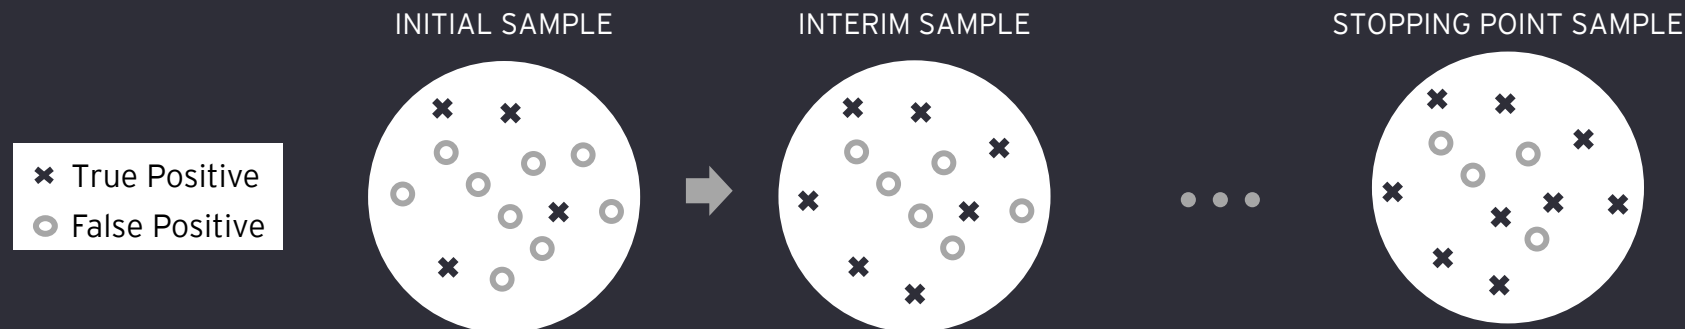 INITIAL SAMPLE
INTERIM SAMPLE
STOPPING POINT SAMPLE
True Positive
False Positive